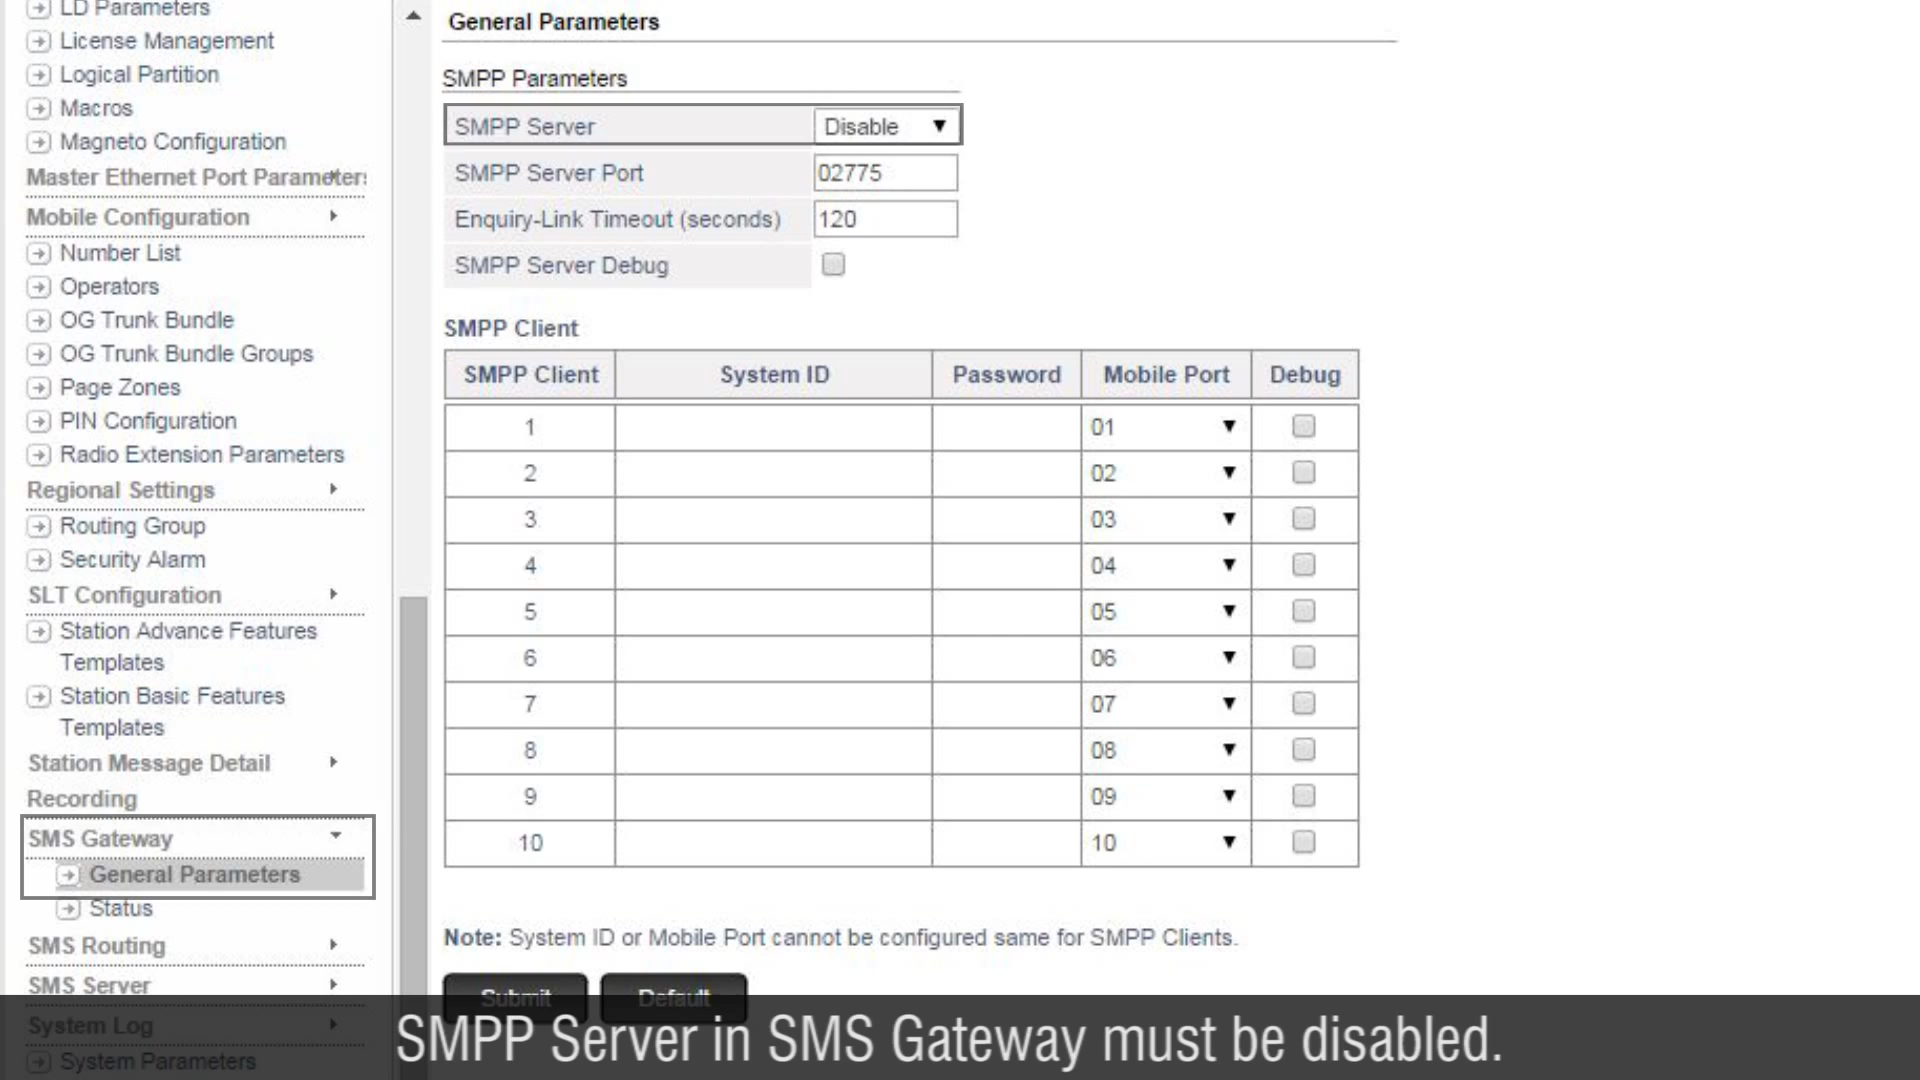 LD Parameters
License Management
Logical Partition
Macros
Magneto Configuration
Master Ethernet Port Parameters
Mobile Configuration
Number List
Operators
OG Trunk Bundle
OG Trunk Bundle Groups
Page Zones
PIN Configuration
Radio Extension Parameters
Regional Settings
Routing Group
Security Alarm
SLT Configuration
Station Advance Features
Templates
Station Basic Features
Templates
Station Message Detail
Recording
SMS Gateway
General Parameters
Status
SMS Routing
SMS Server
System Log
System Parameters
General Parameters
SMPP Parameters
SMPP Server Disable
SMPP Server Port 02775
Enquiry-Link Timeout (seconds) 120
SMPP Server Debug
SMPP Client
SMPP Client System ID Password Mobile Port Debug
1 01
2 02
3 03
4 04
5 05
6 06
7 07
8 08
9 09
10 10
Note: System ID or Mobile Port cannot be configured same for SMPP Clients.
Submit Default
SMPP Server in SMS Gateway must be disabled.